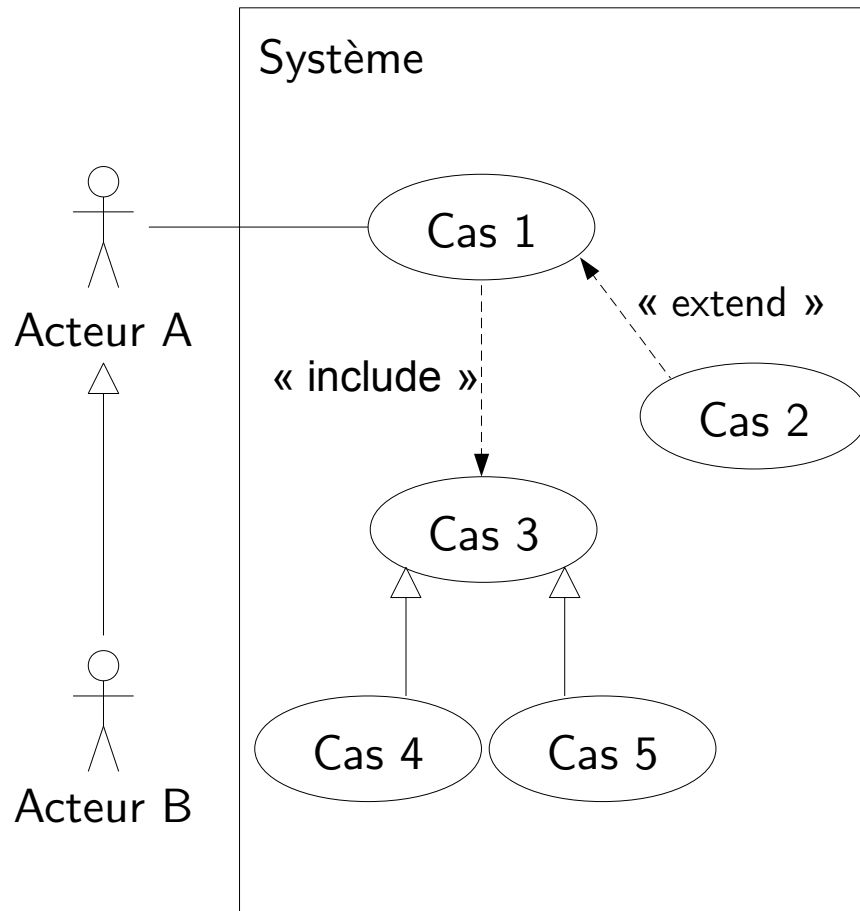 Système
Cas 1
Acteur A
« extend »
« include »
Cas 2
Cas 3
Cas 4
Cas 5
Acteur B